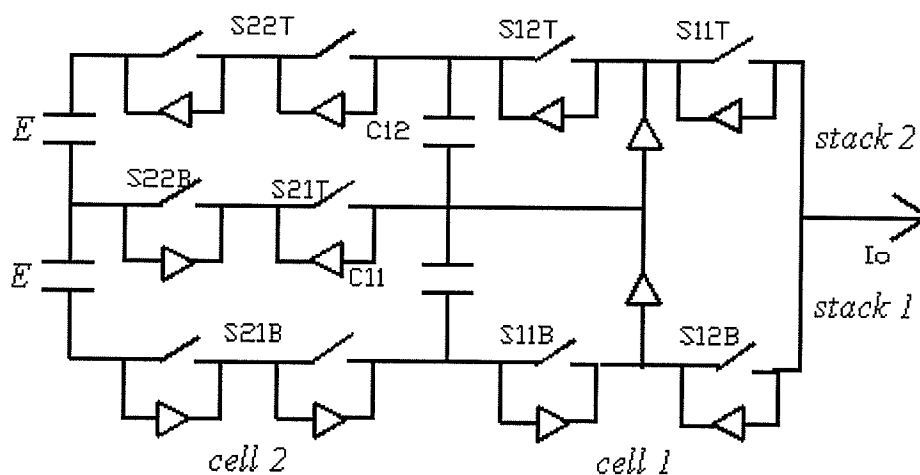 S22T
S12T
S11T
E
C12
stack 2
S22B
S21T
E
C11
Io
stack 1
S21B
S11B
S12B
cell 2
cell 1